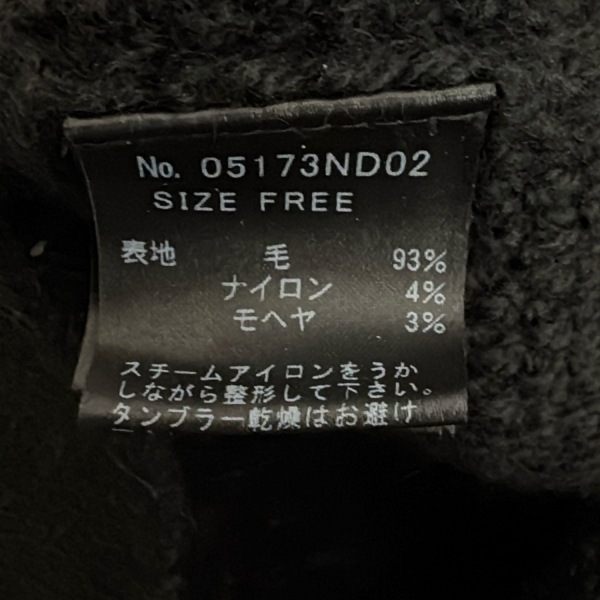 No. 05173ND02
SIZE FREE
表地 毛 93%
ナイロン 4%
モヘヤ 3%
スチームアイロンをうか
しながら整形して下さい。
タンブラー乾燥はお避け